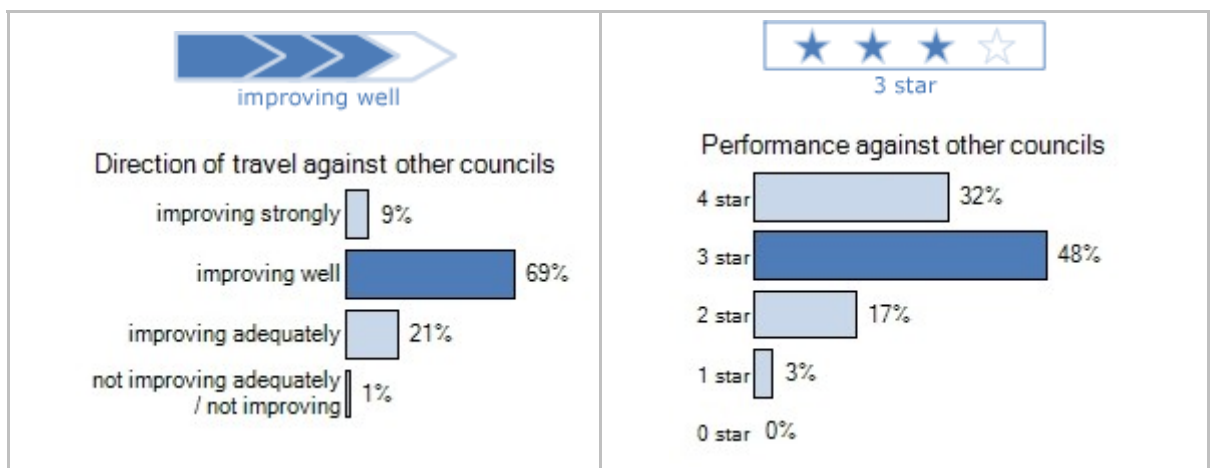 improving well
Direction of travel against other councils
improving strongly 9%
improving well 69%
improving adequately 21%
not improving adequately
/ not improving 1%
3 star
Performance against other councils
4 star 32%
3 star 48%
2 star 17%
1 star 3%
0 star 0%